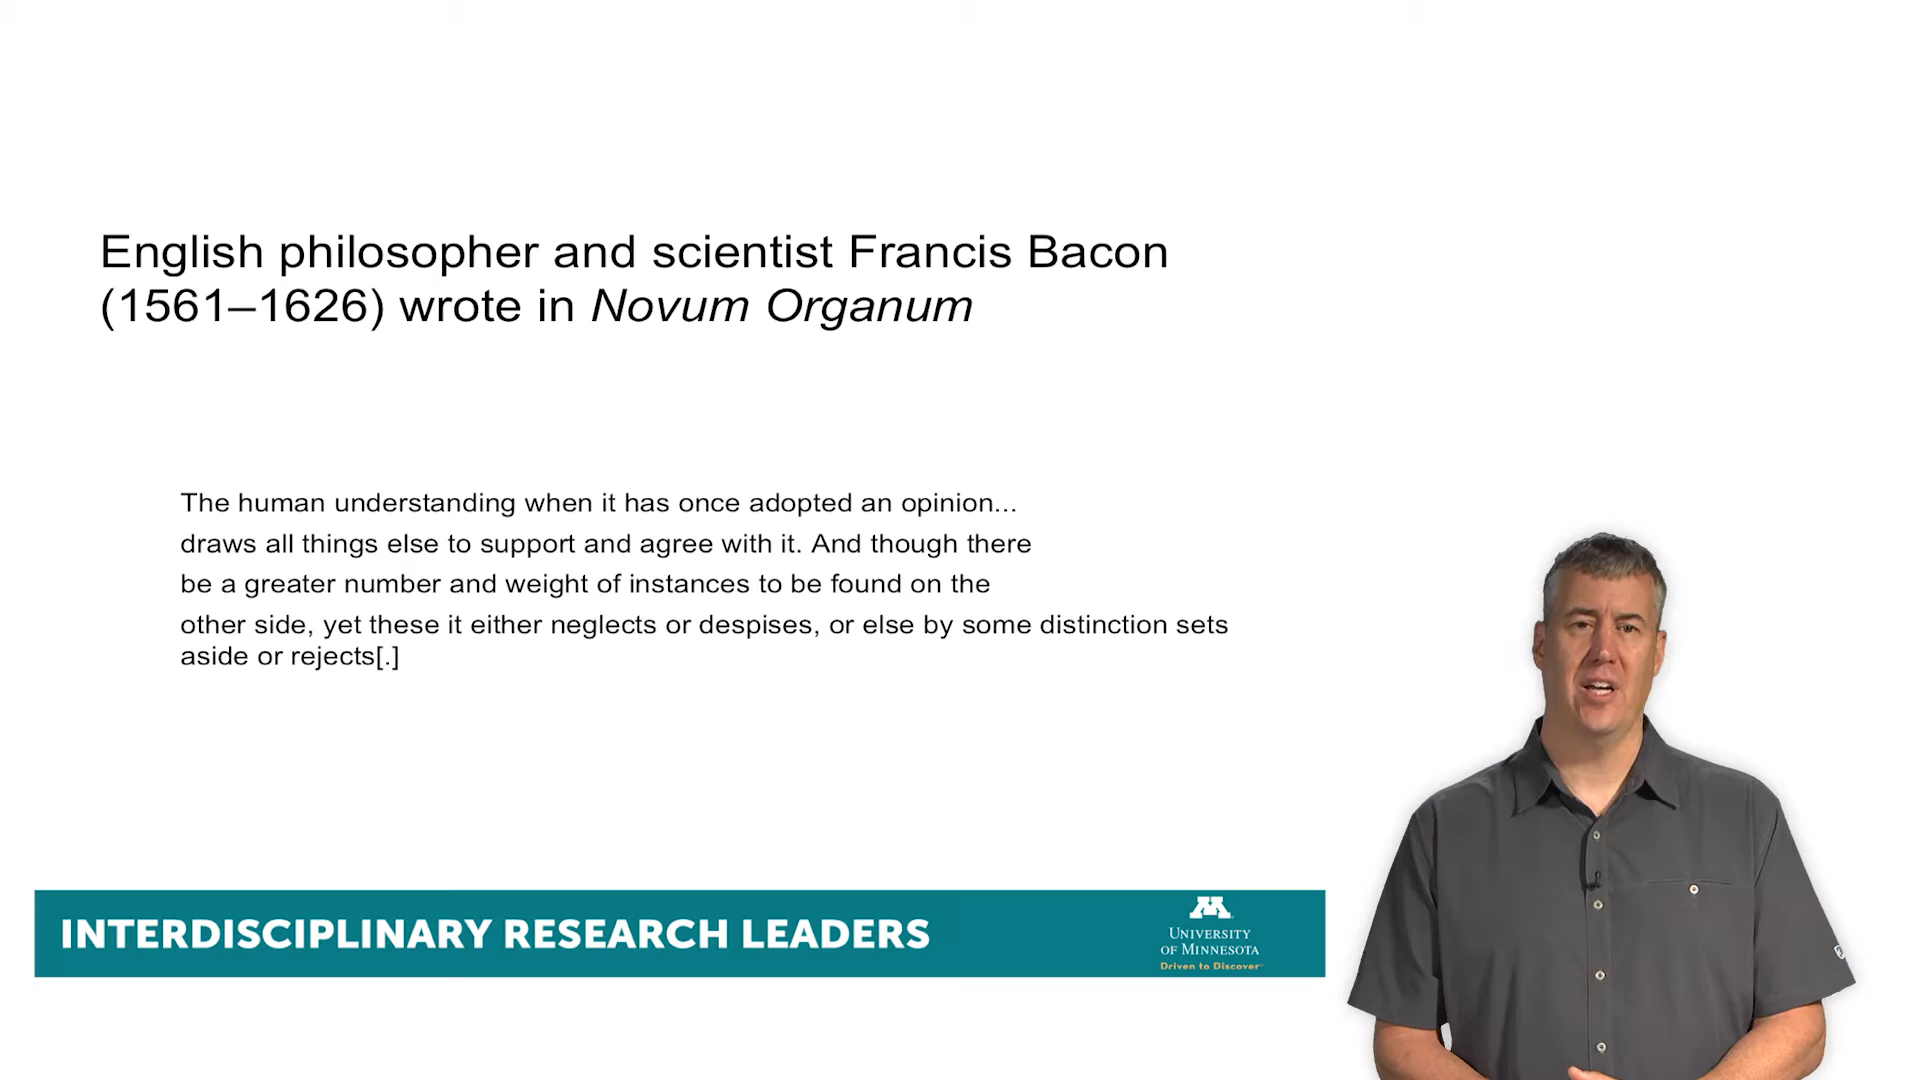 English philosopher and scientist Francis Bacon
(1561–1626) wrote in Novum Organum
The human understanding when it has once adopted an opinion...
draws all things else to support and agree with it. And though there
be a greater number and weight of instances to be found on the
other side, yet these it either neglects or despises, or else by some distinction sets
aside or rejects[.]
INTERDISCIPLINARY RESEARCH LEADERS
M
UNIVERSITY
OF MINNESOTA
Driven to Discover